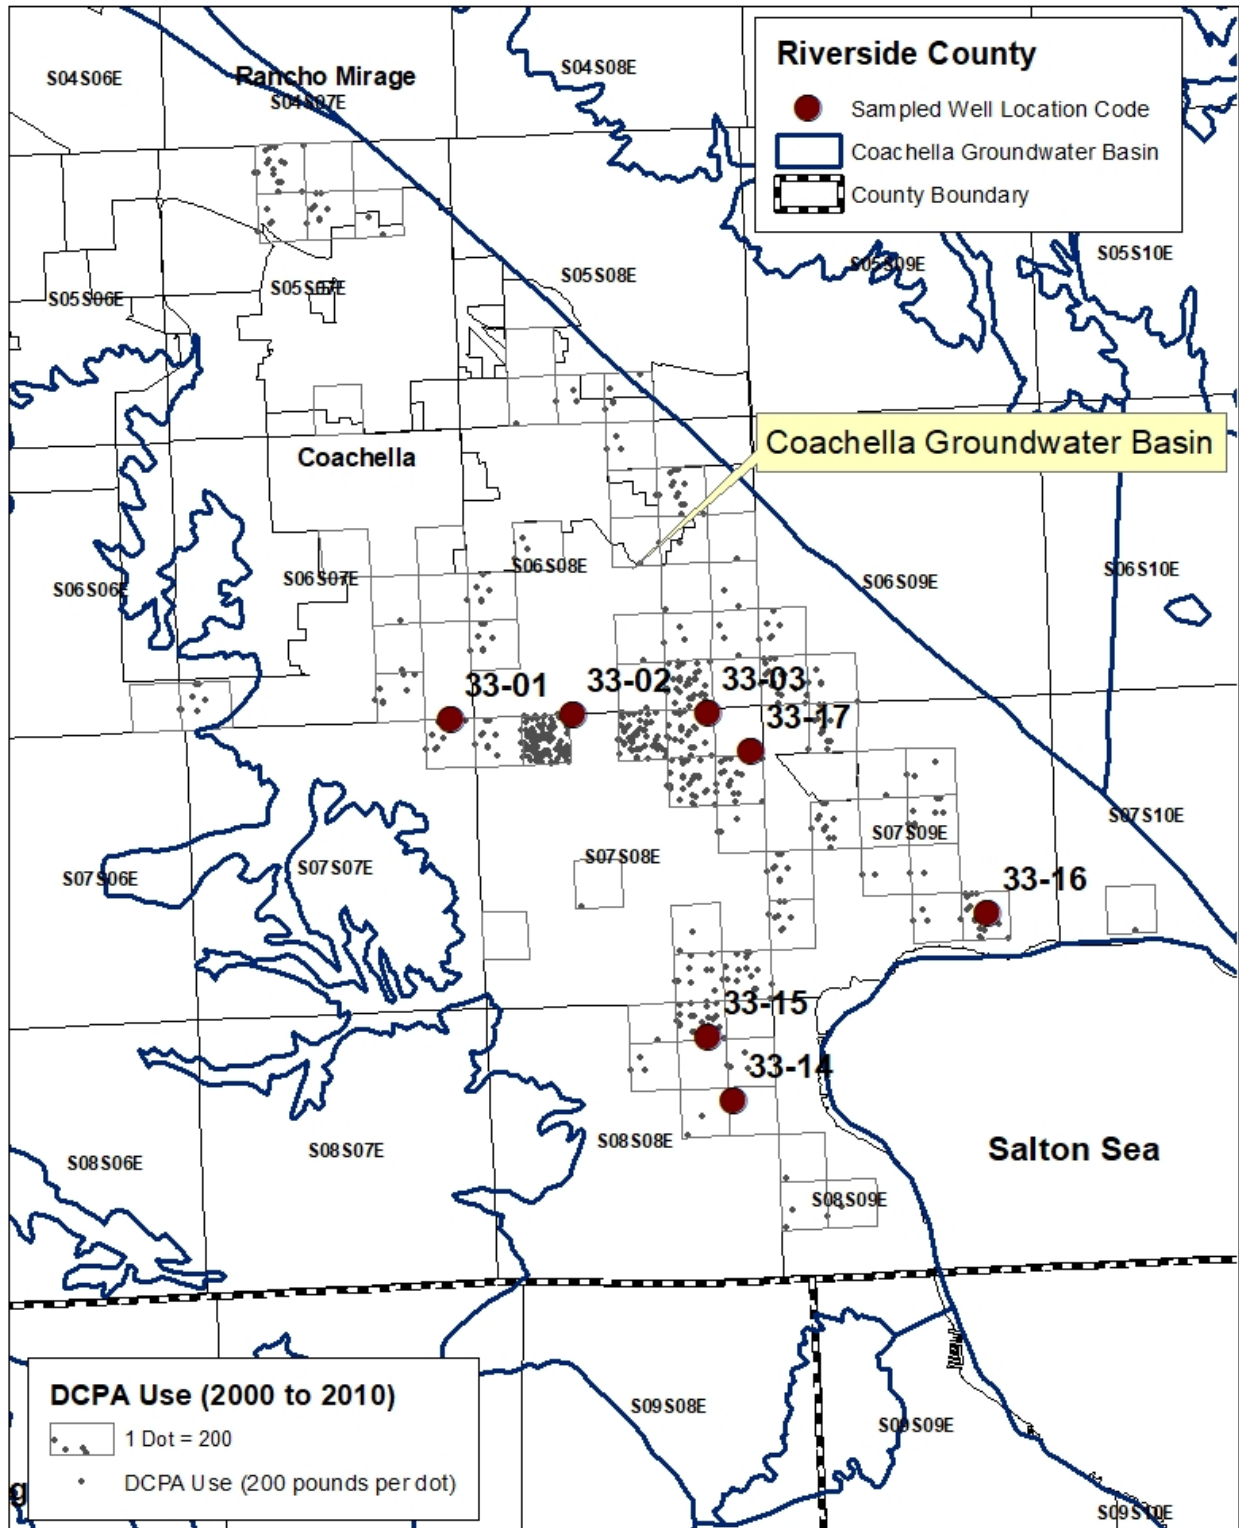 Riverside County
Sampled Well Location Code
Coachella Groundwater Basin
County Boundary
S04S06E
Rancho Mirage
S04S07E
S04S08E
S05S06E
S05S07E
S05S08E
S05S09E
S05S10E
Coachella Groundwater Basin
Coachella
S06S06E
S06S07E
S06S08E
S06S09E
S06S10E
33-01
33-02
33-03
33-17
S07S06E
S07S07E
S07S08E
S07S09E
S07S10E
33-16
33-15
33-14
S08S06E
S08S07E
S08S08E
S08S09E
Salton Sea
S09S08E
S09S09E
S09S10E
DCPA Use (2000 to 2010)
1 Dot = 200
DCPA Use (200 pounds per dot)
g